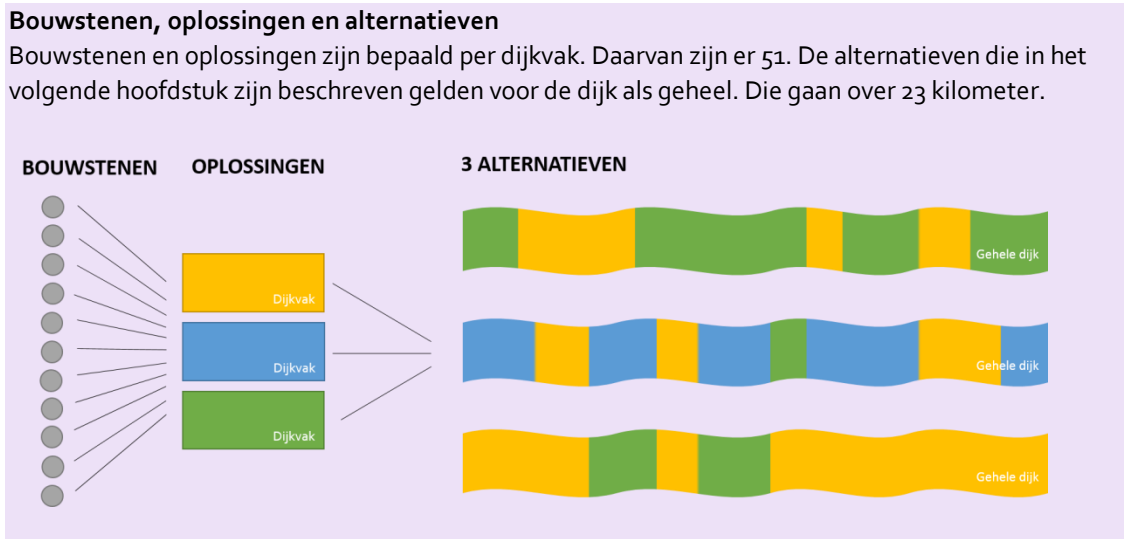 Bouwstenen, oplossingen en alternatieven
Bouwstenen en oplossingen zijn bepaald per dijkvak. Daarvan zijn er 51. De alternatieven die in het
volgende hoofdstuk zijn beschreven gelden voor de dijk als geheel. Die gaan over 23 kilometer.
BOUWSTENEN
OPLOSSINGEN
3 ALTERNATIEVEN
Dijkvak
Dijkvak
Dijkvak
Gehele dijk
Gehele dijk
Gehele dijk